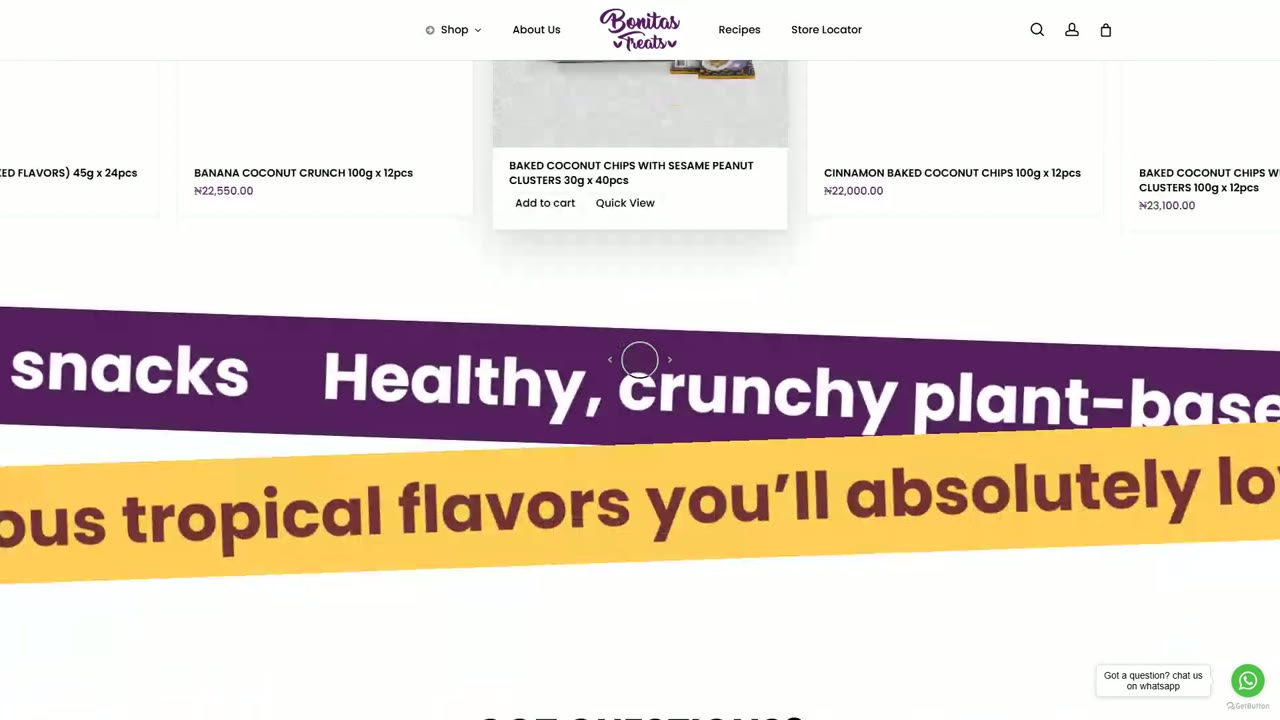 Shop
About Us
Bonitas Treats
Recipes
Store Locator
ED FLAVORS) 45g x 24pcs
BANANA COCONUT CRUNCH 100g x 12pcs
₦22,550.00
BAKED COCONUT CHIPS WITH SESAME PEANUT
CLUSTERS 30g x 40pcs
Add to cart Quick View
CINNAMON BAKED COCONUT CHIPS 100g x 12pcs
₦22,000.00
BAKED COCONUT CHIPS W
CLUSTERS 100g x 12pcs
₦23,100.00
snacks Healthy, crunchy plant-base
ous tropical flavors you’ll absolutely lo
Got a question? chat us
on whatsapp
GetButton
GOT QUESTIONS?